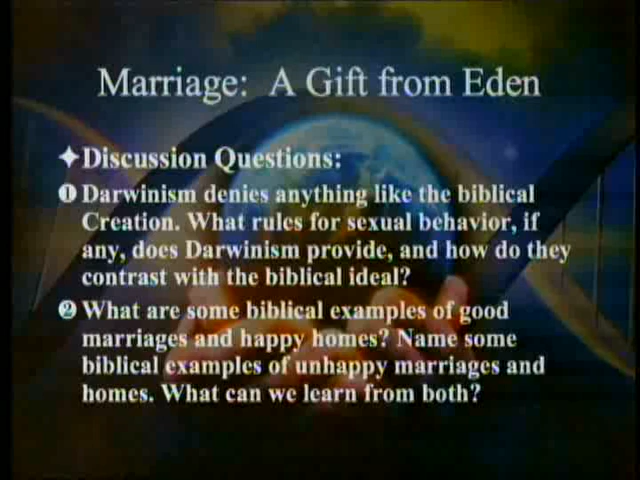 Marriage: A Gift from Eden
✦Discussion Questions:
❶ Darwinism denies anything like the biblical
Creation. What rules for sexual behavior, if
any, does Darwinism provide, and how do they
contrast with the biblical ideal?
❷ What are some biblical examples of good
marriages and happy homes? Name some
biblical examples of unhappy marriages and
homes. What can we learn from both?